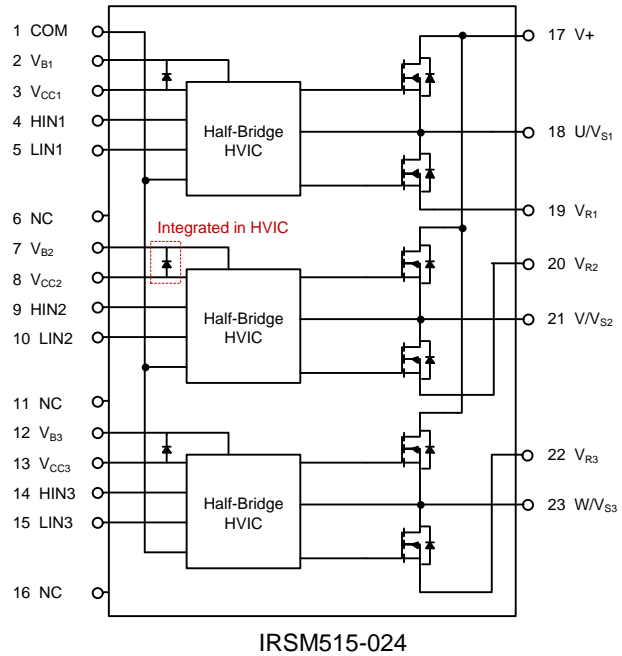 1 COM
2 VB1
3 VCC1
4 HIN1
5 LIN1
6 NC
7 VB2
8 VCC2
9 HIN2
10 LIN2
11 NC
12 VB3
13 VCC3
14 HIN3
15 LIN3
16 NC
Half-Bridge
HVIC
Integrated in HVIC
Half-Bridge
HVIC
Half-Bridge
HVIC
17 V+
18 U/VS1
19 VR1
20 VR2
21 V/VS2
22 VR3
23 W/VS3
IRSM515-024